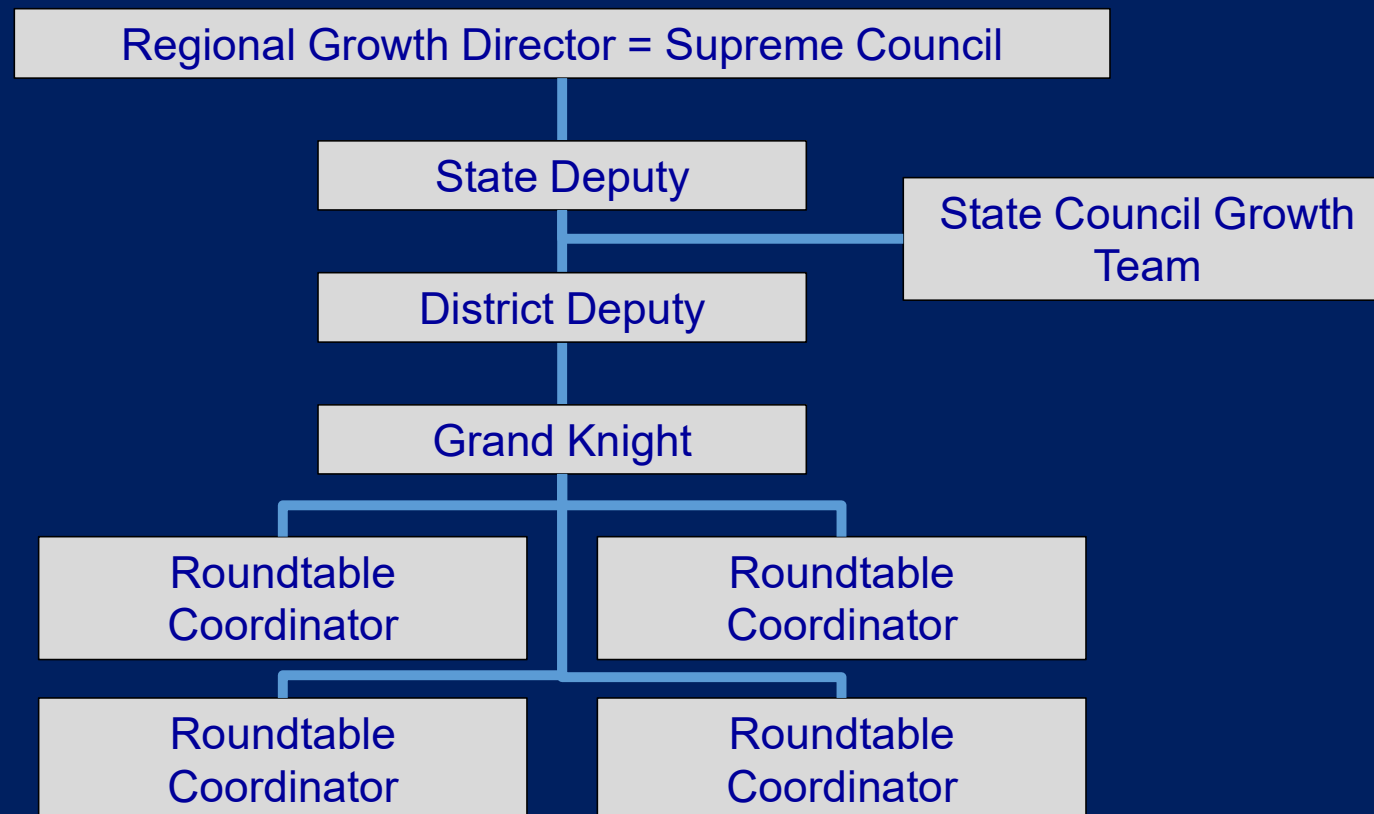 Regional Growth Director = Supreme Council
State Deputy
State Council Growth
Team
District Deputy
Grand Knight
Roundtable
Coordinator
Roundtable
Coordinator
Roundtable
Coordinator
Roundtable
Coordinator